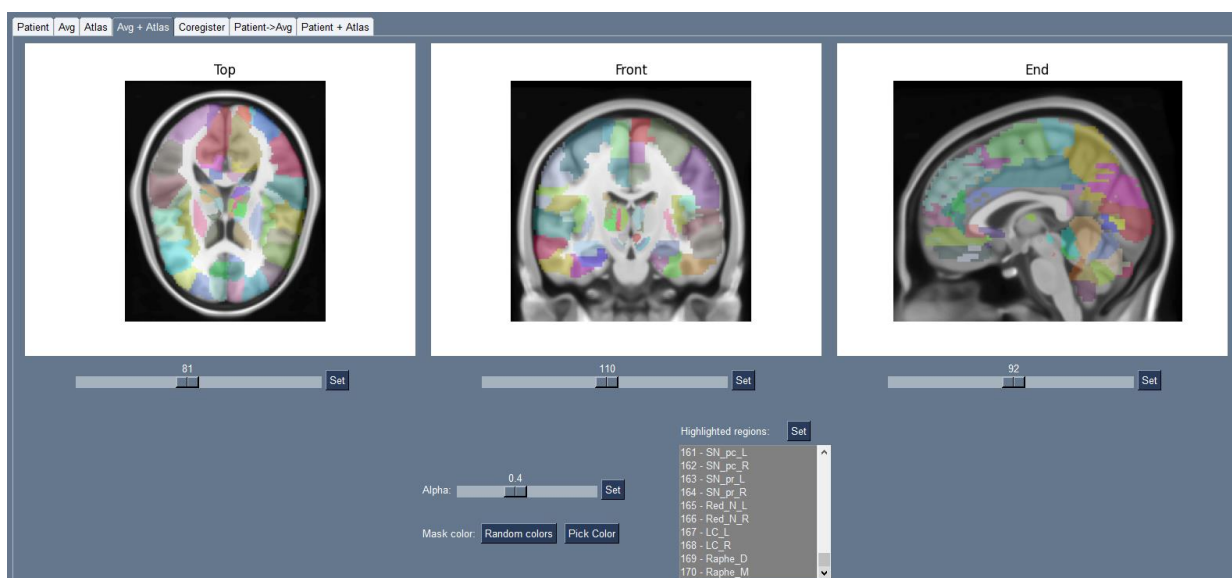 Patient Avg Atlas Avg + Atlas Coregister Patient->Avg Patient + Atlas
Top
Front
End
81
Set
110
Set
92
Set
Highlighted regions: Set
161 - SN_pc_L
162 - SN_pc_R
163 - SN_pr_L
164 - SN_pr_R
165 - Red_N_L
166 - Red_N_R
167 - LC_L
168 - LC_R
169 - Raphe_D
170 - Raphe_M
0.4
Alpha: Set
Mask color: Random colors Pick Color